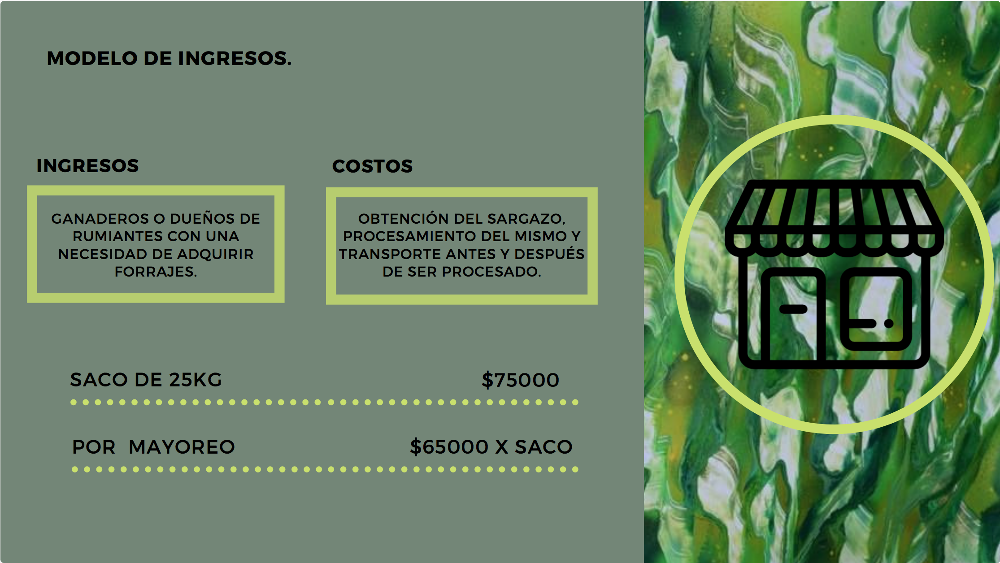 MODELO DE INGRESOS.
INGRESOS
GANADEROS O DUEÑOS DE
RUMIANTES CON UNA
NECESIDAD DE ADQUIRIR
FORRAJES.
COSTOS
OBTENCIÓN DEL SARGAZO,
PROCESAMIENTO DEL MISMO Y
TRANSPORTE ANTES Y DESPUÉS
DE SER PROCESADO.
SACO DE 25KG $75000
POR MAYOREO $65000 X SACO